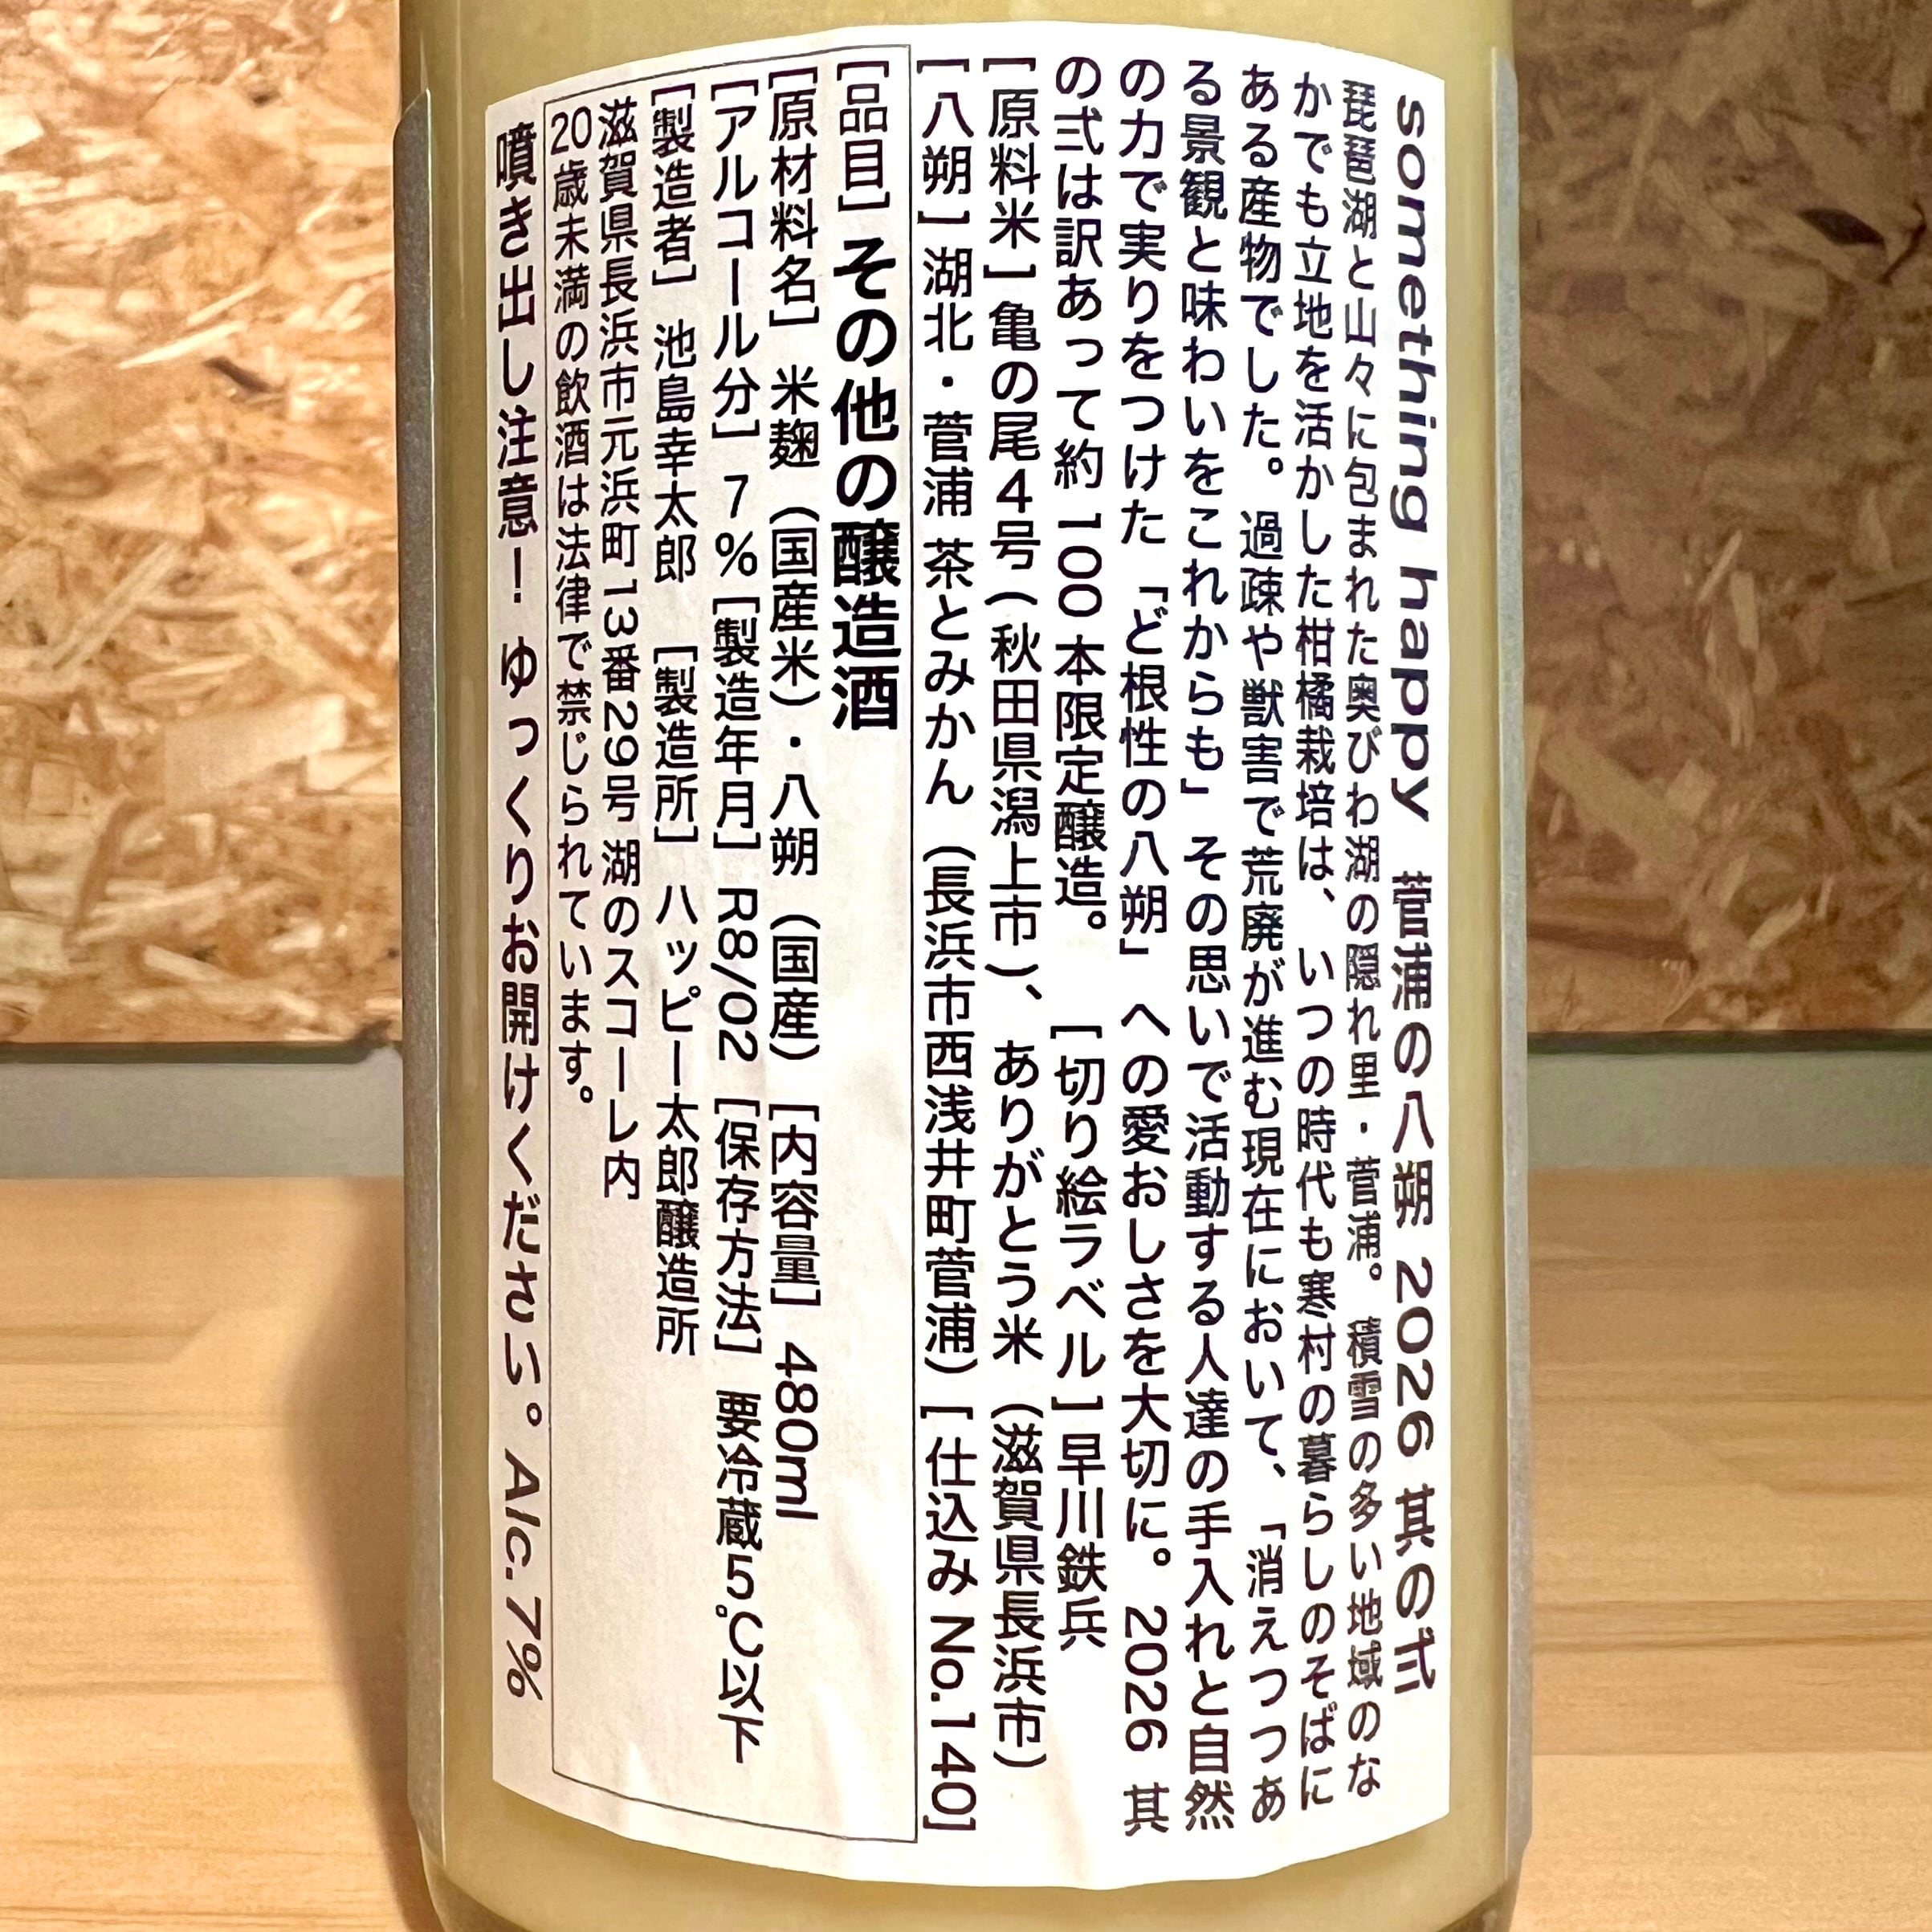 something happy 菅浦の八朔 2026 其の弐
琵琶湖と山々に包まれた奥びわ湖の隠れ里・菅浦。積雪の多い地域のな
かでも立地を活かした柑橘栽培は、いつの時代も寒村の暮らしのそばに
ある産物でした。過疎や獣害で荒廃が進む現在において、「消えつつあ
る景観と味わいをこれからも」その思いで活動する人達の手入れと自然
の力で実りをつけた「ど根性の八朔」への愛おしさを大切に。2026 其
の弐は訳あって約100本限定醸造。 [切り絵ラベル] 早川鉄兵
[原料米] 亀の尾4号(秋田県潟上市)、ありがとう米(滋賀県長浜市)
[八朔] 湖北・菅浦 茶とみかん(長浜市西浅井町菅浦) [仕込み No.140]
[品目] その他の醸造酒
[原材料名] 米麹(国産米)・八朔(国産) [内容量] 480ml
[アルコール分] 7% [製造年月] R8/02 [保存方法] 要冷蔵5℃以下
[製造者] 池島幸太郎 [製造所] ハッピー太郎醸造所
滋賀県長浜市元浜町13番29号 湖のスコーレ内
20歳未満の飲酒は法律で禁じられています。
噴き出し注意! ゆっくりお開けください。Alc.7%